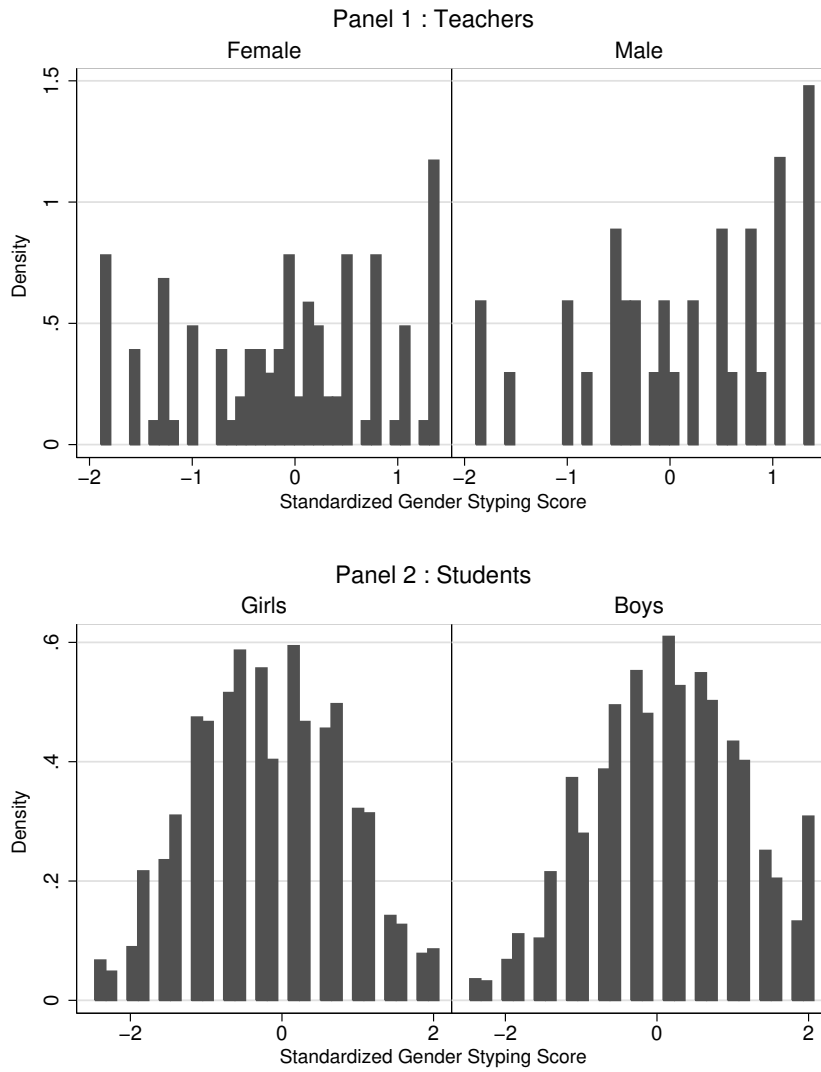 Panel 1 : Teachers
Female
Male
Density
0
.5
1
1.5
−2
−1
0
1
−2
−1
0
1
Standardized Gender Styping Score
Panel 2 : Students
Girls
Boys
Density
0
.2
.4
.6
−2
0
2
−2
0
2
Standardized Gender Styping Score